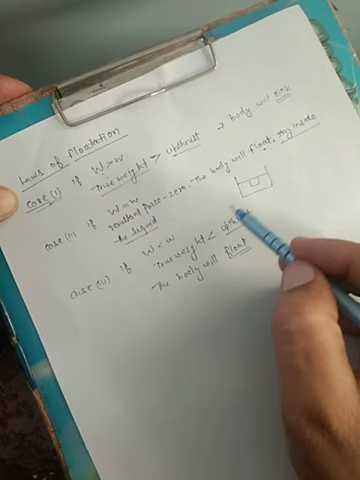 Laws of floatation
Case (I) if W > w
True weight > upthrust , body will sink
Case (II) if W = w
resultant force - zero. The body will float, inside
the liquid
Case (III) if W < w
True weight < upth
The body will float